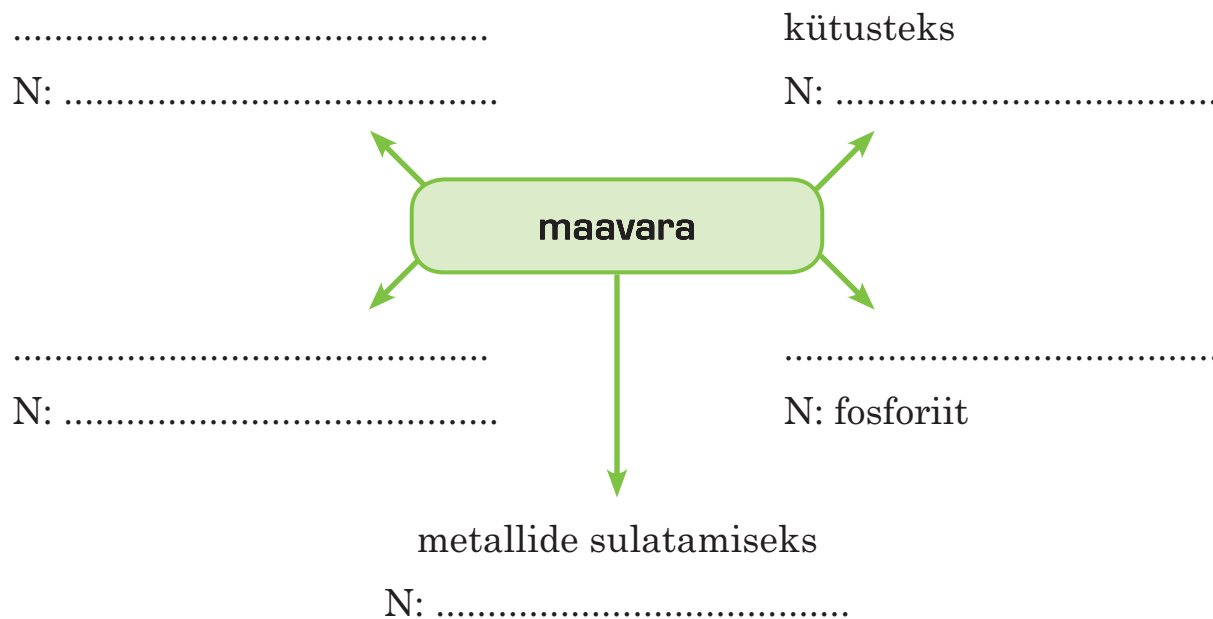 ..............................................
N: ..........................................
kütusteks
N: .....................................
maavara
..............................................
N: ..........................................
..........................................
N: fosforiit
metallide sulatamiseks
N: ........................................